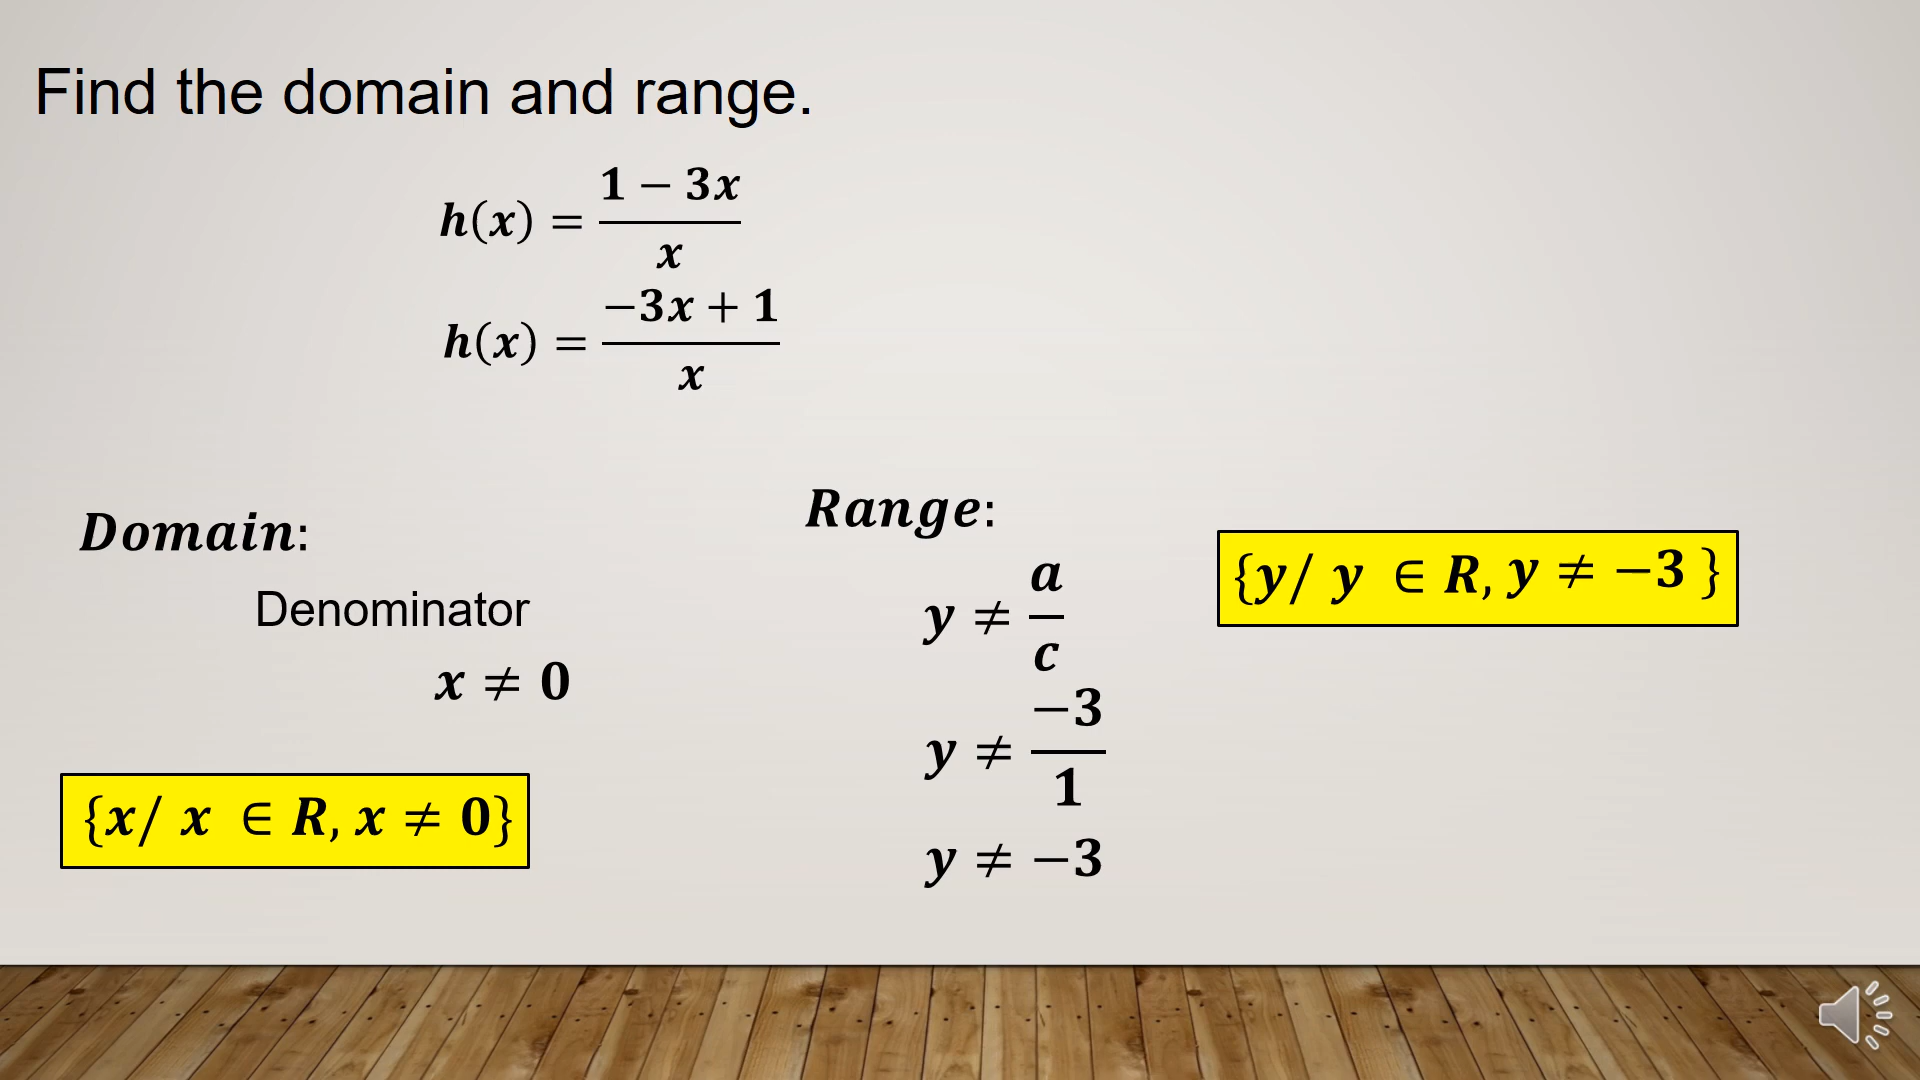 Find the domain and range.
h(x) = (1 − 3x)/x
h(x) = (−3x + 1)/x
Domain:
Denominator
x ≠ 0
{x/ x ∈ R, x ≠ 0}
Range:
y ≠ a/c
y ≠ −3/1
y ≠ −3
{y/ y ∈ R, y ≠ −3 }